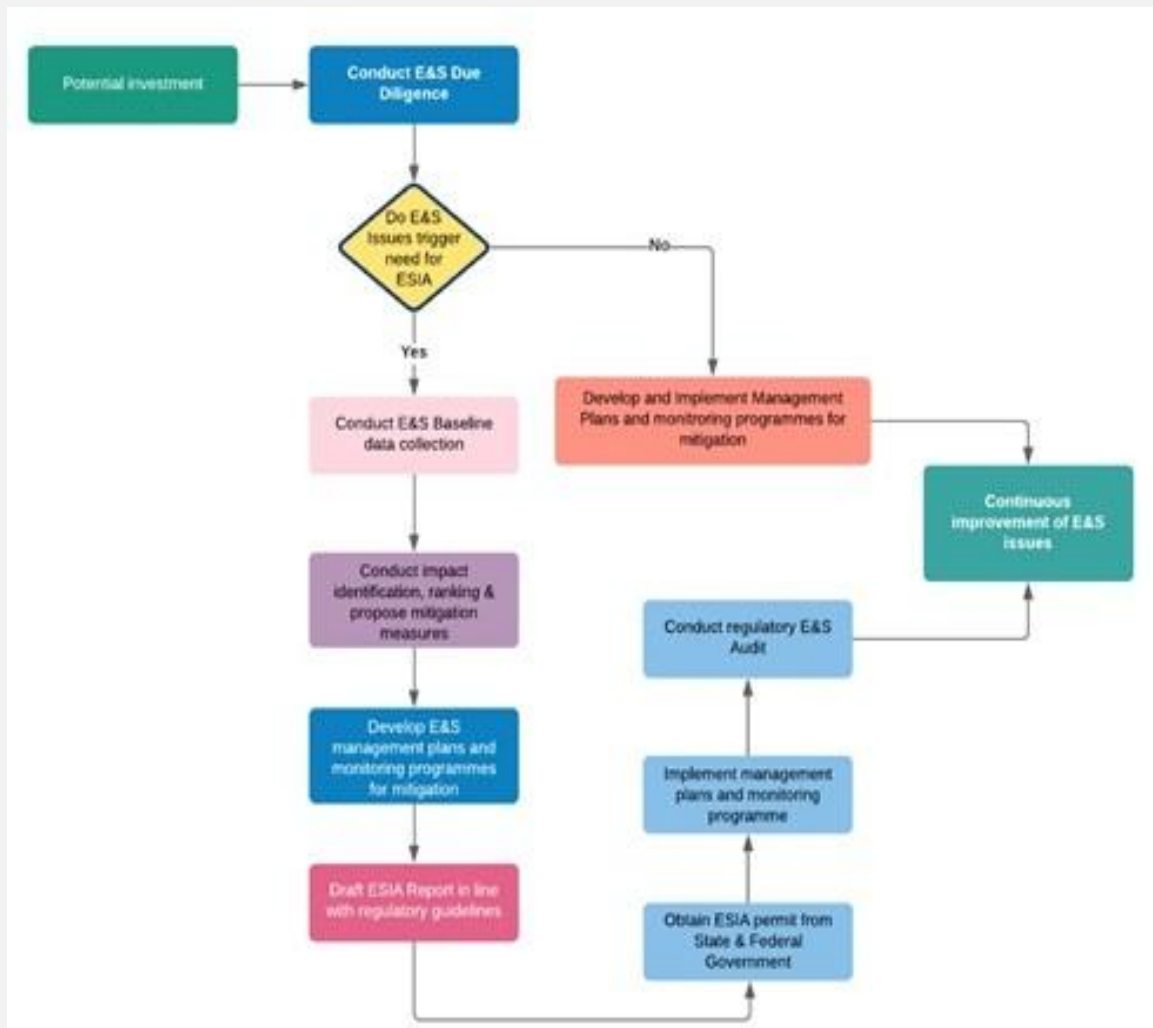 Potential investment
Conduct E&S Due
Diligence
Do E&S
Issues trigger
need for
ESIA
No
Yes
Conduct E&S Baseline
data collection
Develop and Implement Management
Plans and monitroring programmes for
mitigation
Continuous
improvement of E&S
issues
Conduct impact
identification, ranking &
propose mitigation
measures
Conduct regulatory E&S
Audit
Develop E&S
management plans and
monitoring programmes
for mitigation
Implement management
plans and monitoring
programme
Draft ESIA Report in line
with regulatory guidelines
Obtain ESIA permit from
State & Federal
Government